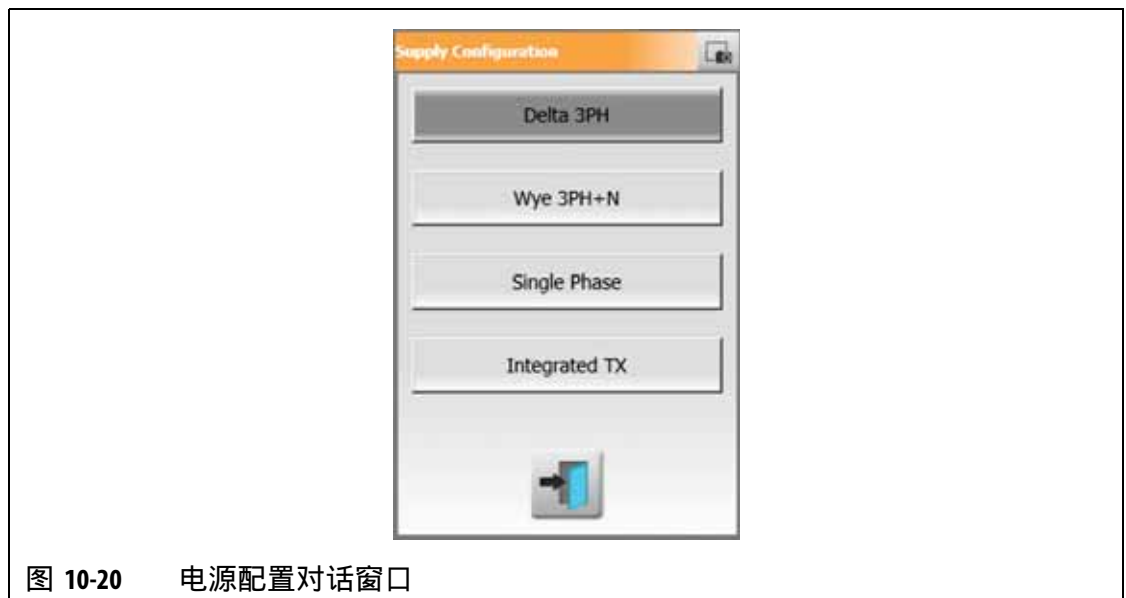 Supply Configuration
Delta 3PH
Wye 3PH+N
Single Phase
Integrated TX
图 10-20 电源配置对话窗口